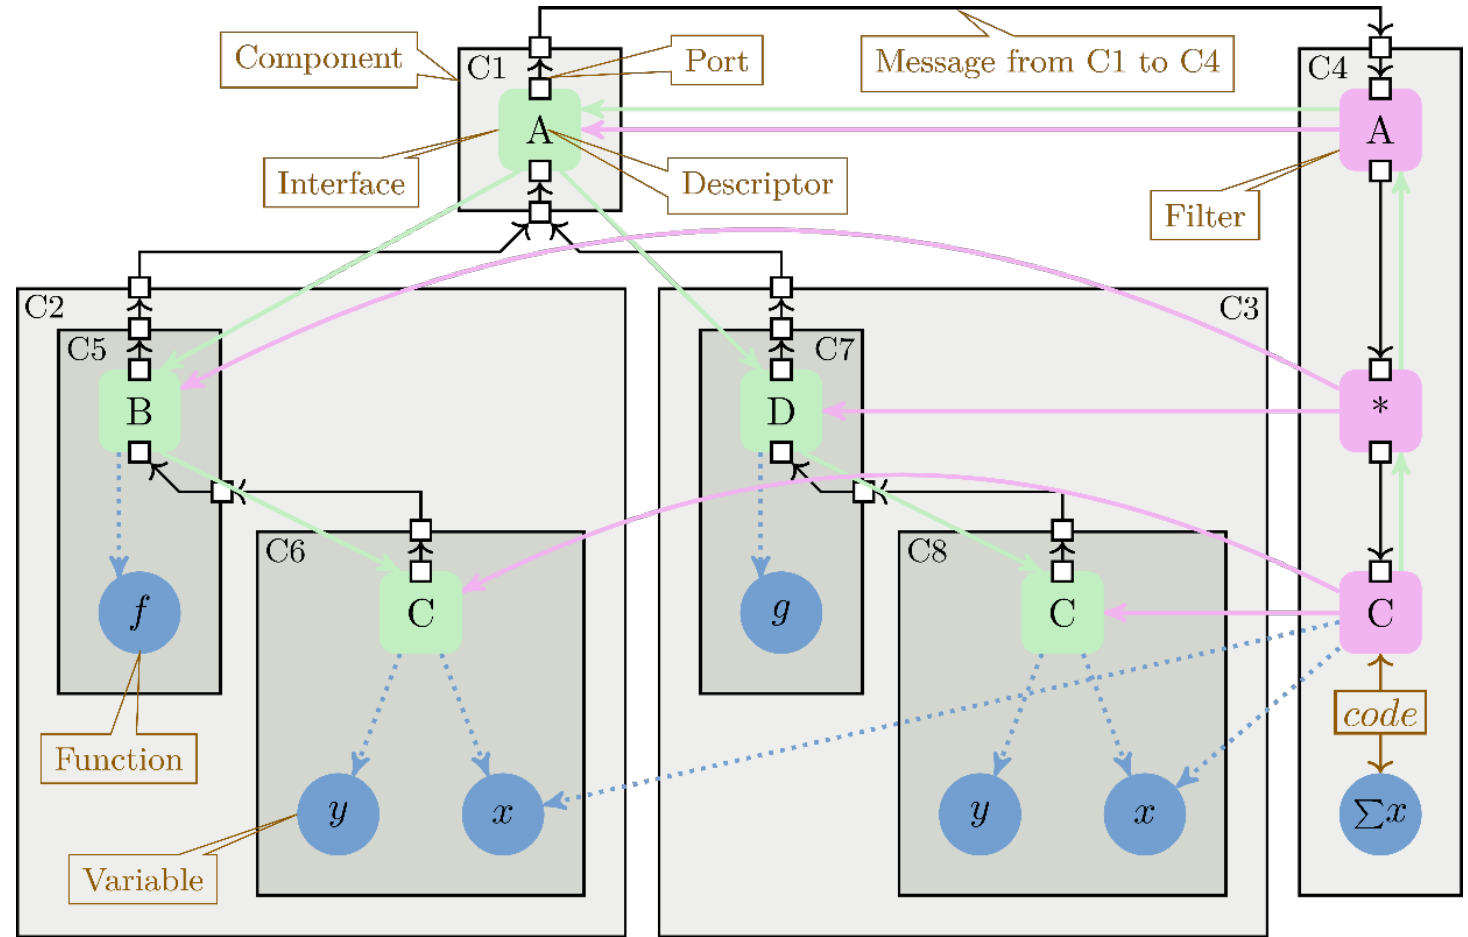 Component
C1
Port
Message from C1 to C4
C4
A
A
Interface
Descriptor
Filter
C2
C3
C5
C7
B
D
*
C6
C8
f
C
g
C
C
code
Function
y
x
y
x
∑x
Variable